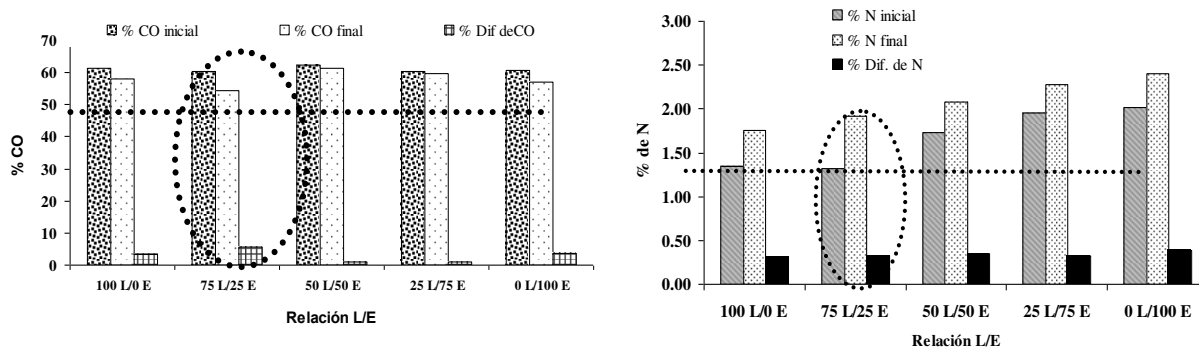 % CO inicial % CO final % Dif deCO
70
60
50
40
30
20
10
0
% CO
100 L/0 E 75 L/25 E 50 L/50 E 25 L/75 E 0 L/100 E
Relación L/E
% N inicial
% N final
% Dif. de N
3.00
2.50
2.00
1.50
1.00
0.50
0.00
% de N
100 L/0 E 75 L/25 E 50 L/50 E 25 L/75 E 0 L/100 E
Relación L/E